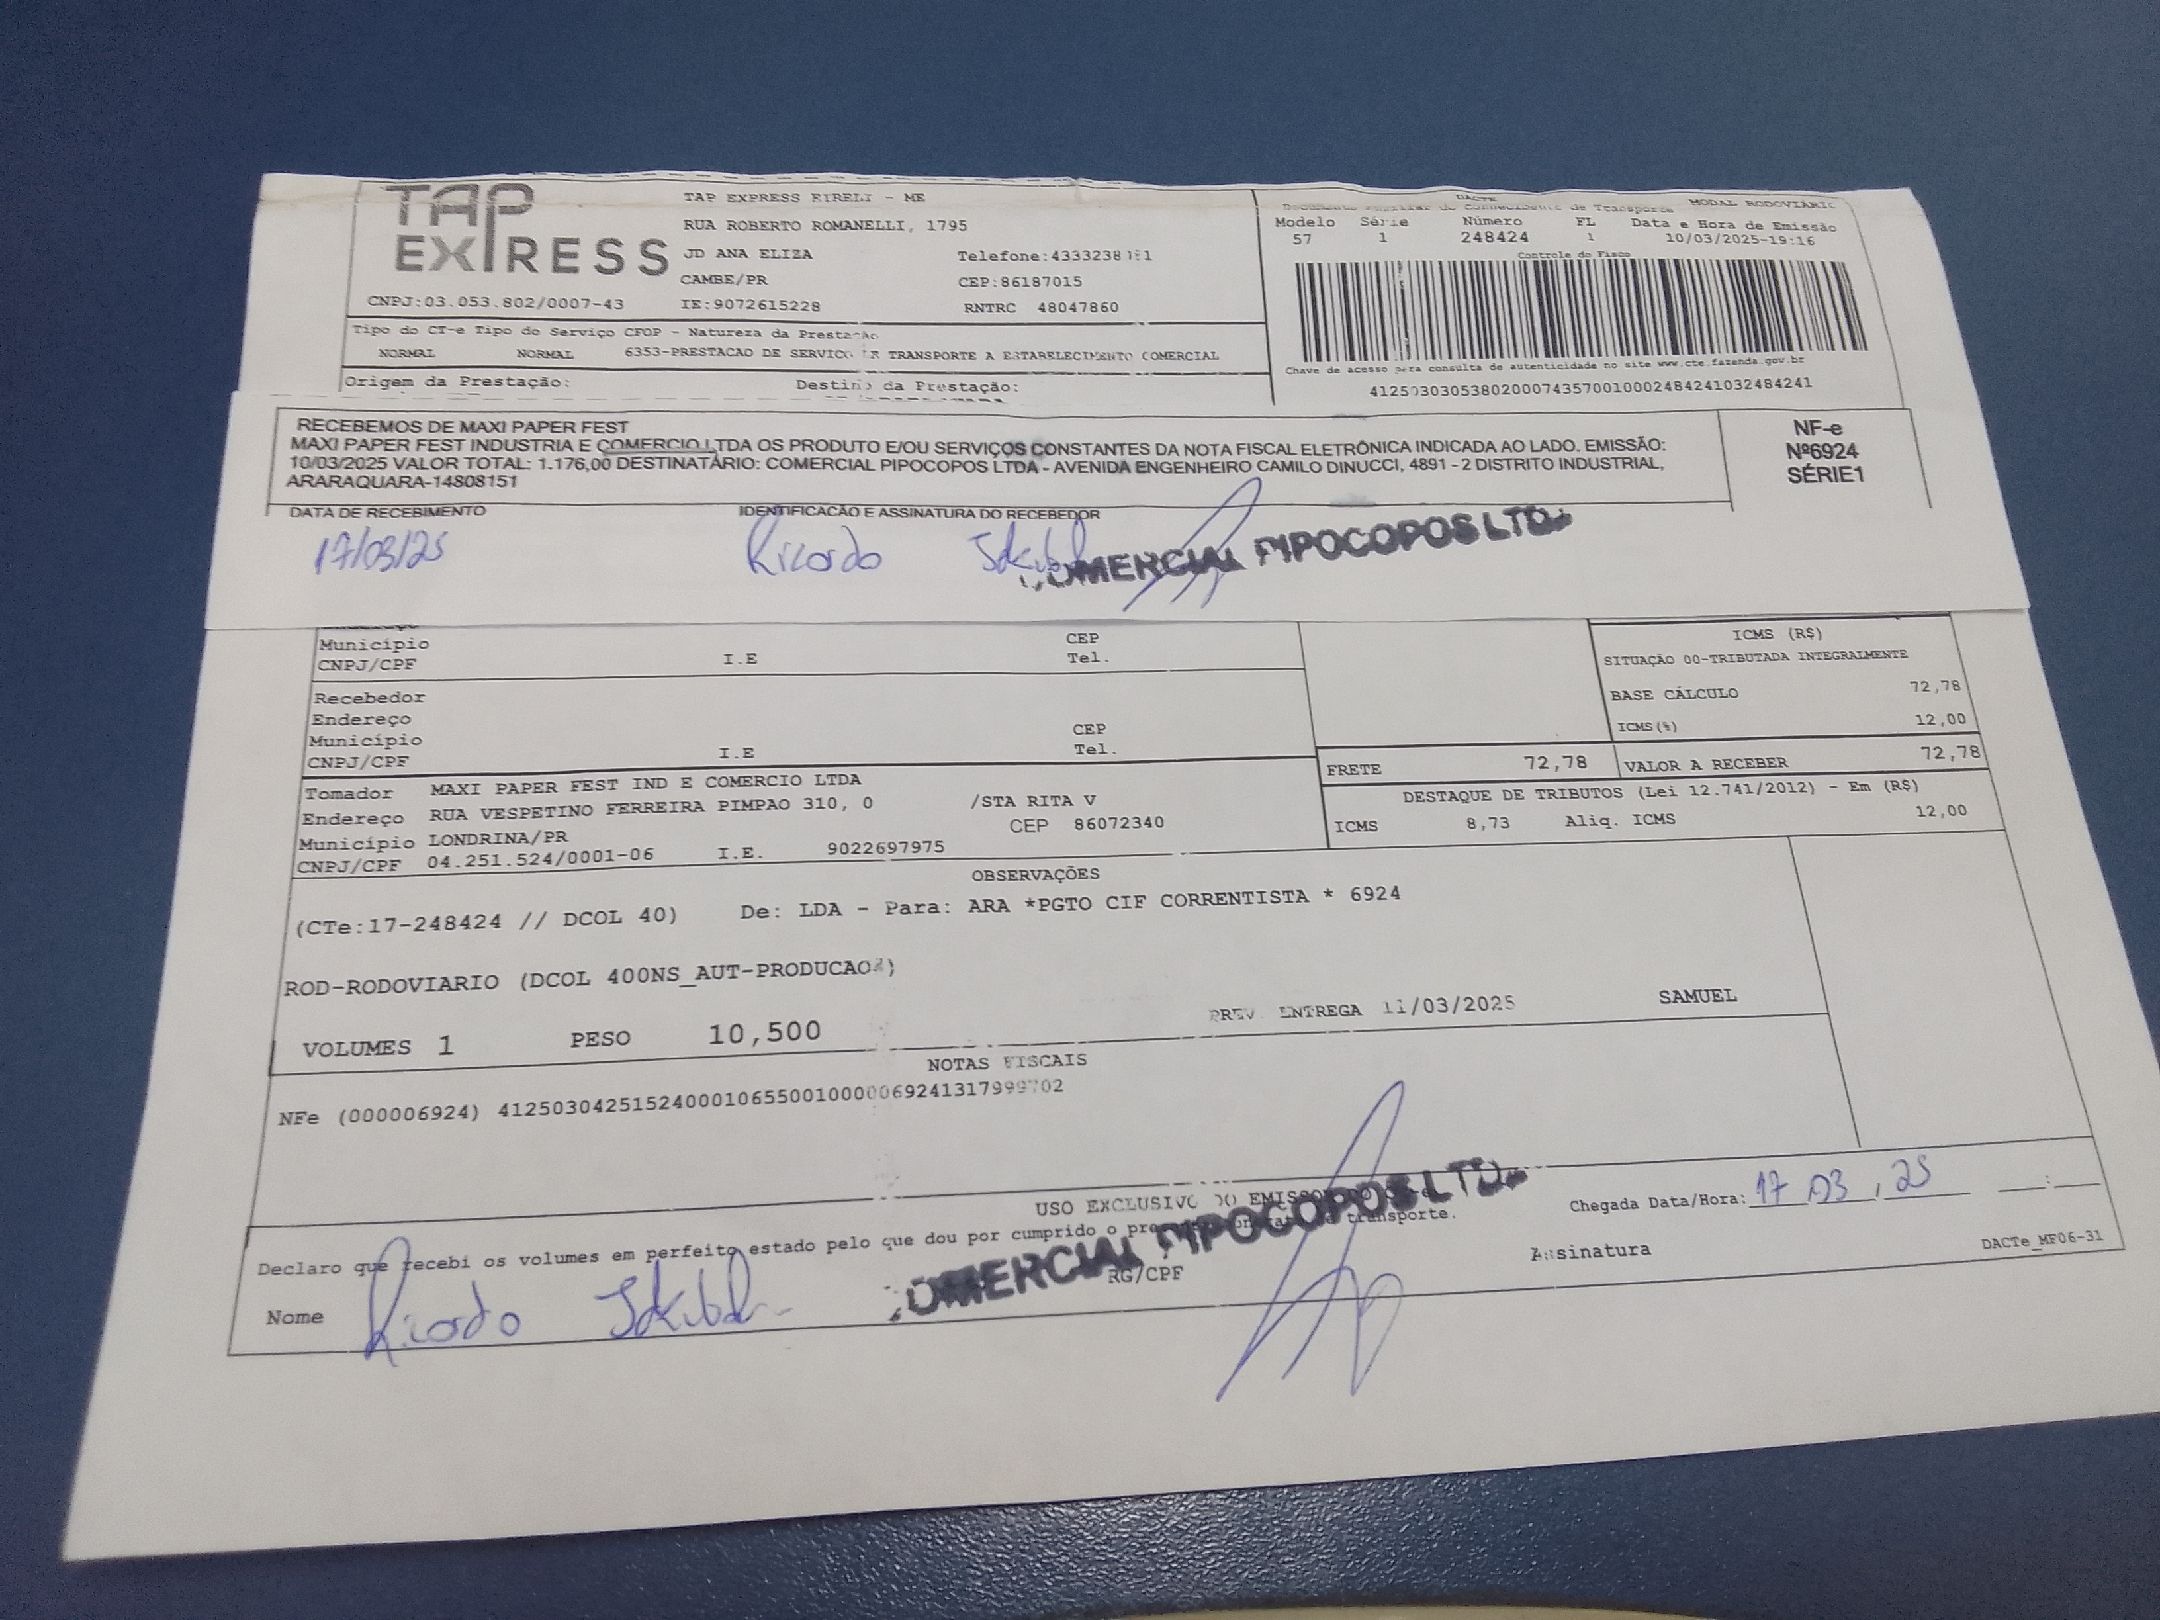 TAP
EXPRESS
TAP EXPRESS EIRELI - ME
RUA ROBERTO ROMANELLI, 1795
JD ANA ELIZA
CAMBE/PR
CNPJ:03.053.802/0007-43
IE:9072615228
Telefone:4333238
CEP:86187015
RNTRC 48047860
DACTE
MODAL RODOVIÁRIO
Modelo Série Número FL Data e Hora de Emissão
57 1 248424 1 10/03/2025-19:16
Controle do Fisco
Chave de acesso para consulta de autenticidade no site www.cte.fazenda.gov.br
41250303053802000743570010002484241032484241
Tipo do CT-e Tipo do Serviço CFOP - Natureza da Prestação
NORMAL NORMAL 6353-PRESTACAO DE SERVICO DE TRANSPORTE A ESTABELECIMENTO COMERCIAL
Origem da Prestação: Destino da Prestação:
RECEBEMOS DE MAXI PAPER FEST
MAXI PAPER FEST INDUSTRIA E COMERCIO LTDA OS PRODUTO E/OU SERVIÇOS CONSTANTES DA NOTA FISCAL ELETRÔNICA INDICADA AO LADO. EMISSÃO:
10/03/2025 VALOR TOTAL: 1.176,00 DESTINATÁRIO: COMERCIAL PIPOCOPOS LTDA - AVENIDA ENGENHEIRO CAMILO DINUCCI, 4891 - 2 DISTRITO INDUSTRIAL,
ARARAQUARA-14808151
NF-e
Nº6924
SÉRIE1
DATA DE RECEBIMENTO IDENTIFICAÇÃO E ASSINATURA DO RECEBEDOR
17/03/25 Ricardo
COMERCIAL PIPOCOPOS LTDA
Município CEP
CNPJ/CPF I.E Tel.
Recebedor
Endereço
Município CEP
CNPJ/CPF I.E Tel.
ICMS (R$)
SITUAÇÃO 00-TRIBUTADA INTEGRALMENTE
BASE CÁLCULO 72,78
ICMS(%) 12,00
FRETE 72,78 VALOR A RECEBER 72,78
DESTAQUE DE TRIBUTOS (Lei 12.741/2012) - Em (R$)
ICMS 8,73 Aliq. ICMS 12,00
Tomador MAXI PAPER FEST IND E COMERCIO LTDA
Endereço RUA VESPETINO FERREIRA PIMPAO 310, 0 /STA RITA V
Município LONDRINA/PR CEP 86072340
CNPJ/CPF 04.251.524/0001-06 I.E. 9022697975
OBSERVAÇÕES
(CTe:17-248424 // DCOL 40) De: LDA - Para: ARA *PGTO CIF CORRENTISTA * 6924
ROD-RODOVIARIO (DCOL 400NS_AUT-PRODUCAO )
VOLUMES 1 PESO 10,500 PREV. ENTREGA 11/03/2025 SAMUEL
NOTAS FISCAIS
NFe (000006924) 41250304251524000106550010000069241317999702
USO EXCLUSIVO DO EMISSOR DO
Declaro que recebi os volumes em perfeito estado pelo que dou por cumprido o presente contrato de transporte.
Chegada Data/Hora: 17 03 , 25 :
Nome Ricardo
COMERCIAL PIPOCOPOS LTDA
RG/CPF
Assinatura
DACTe_MF06-31